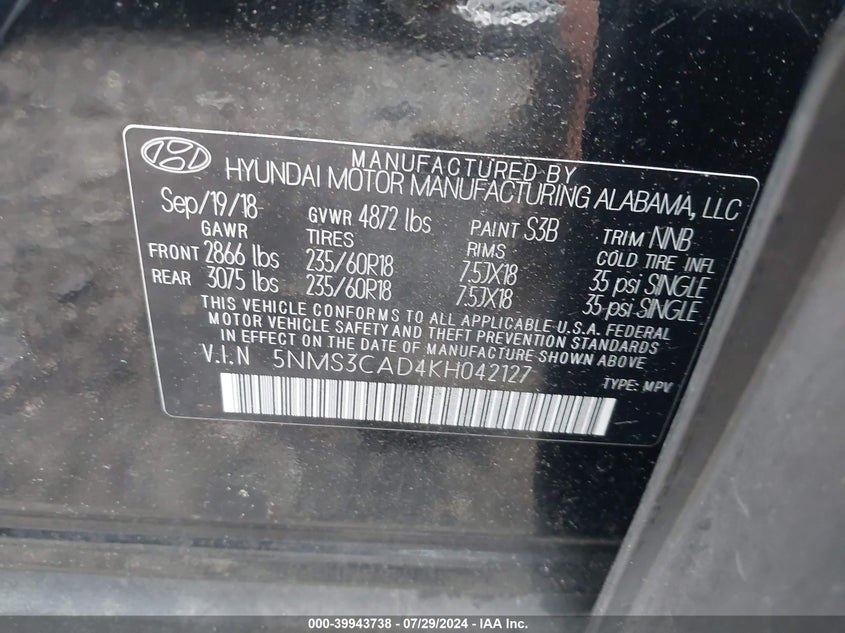 MANUFACTURED BY
HYUNDAI MOTOR MANUFACTURING ALABAMA, LLC
Sep/19/18 GVWR 4872 lbs PAINT S3B TRIM NNB
GAWR TIRES RIMS COLD TIRE INFL
FRONT 2866 lbs 235/60R18 7.5JX18 35 psi SINGLE
REAR 3075 lbs 235/60R18 7.5JX18 35 psi SINGLE
THIS VEHICLE CONFORMS TO ALL APPLICABLE U.S.A. FEDERAL
MOTOR VEHICLE SAFETY AND THEFT PREVENTION STANDARDS
IN EFFECT ON THE DATE OF MANUFACTURE SHOWN ABOVE
V.I.N 5NMS3CAD4KH042127
TYPE: MPV
000-39943738 - 07/29/2024 - IAA Inc.